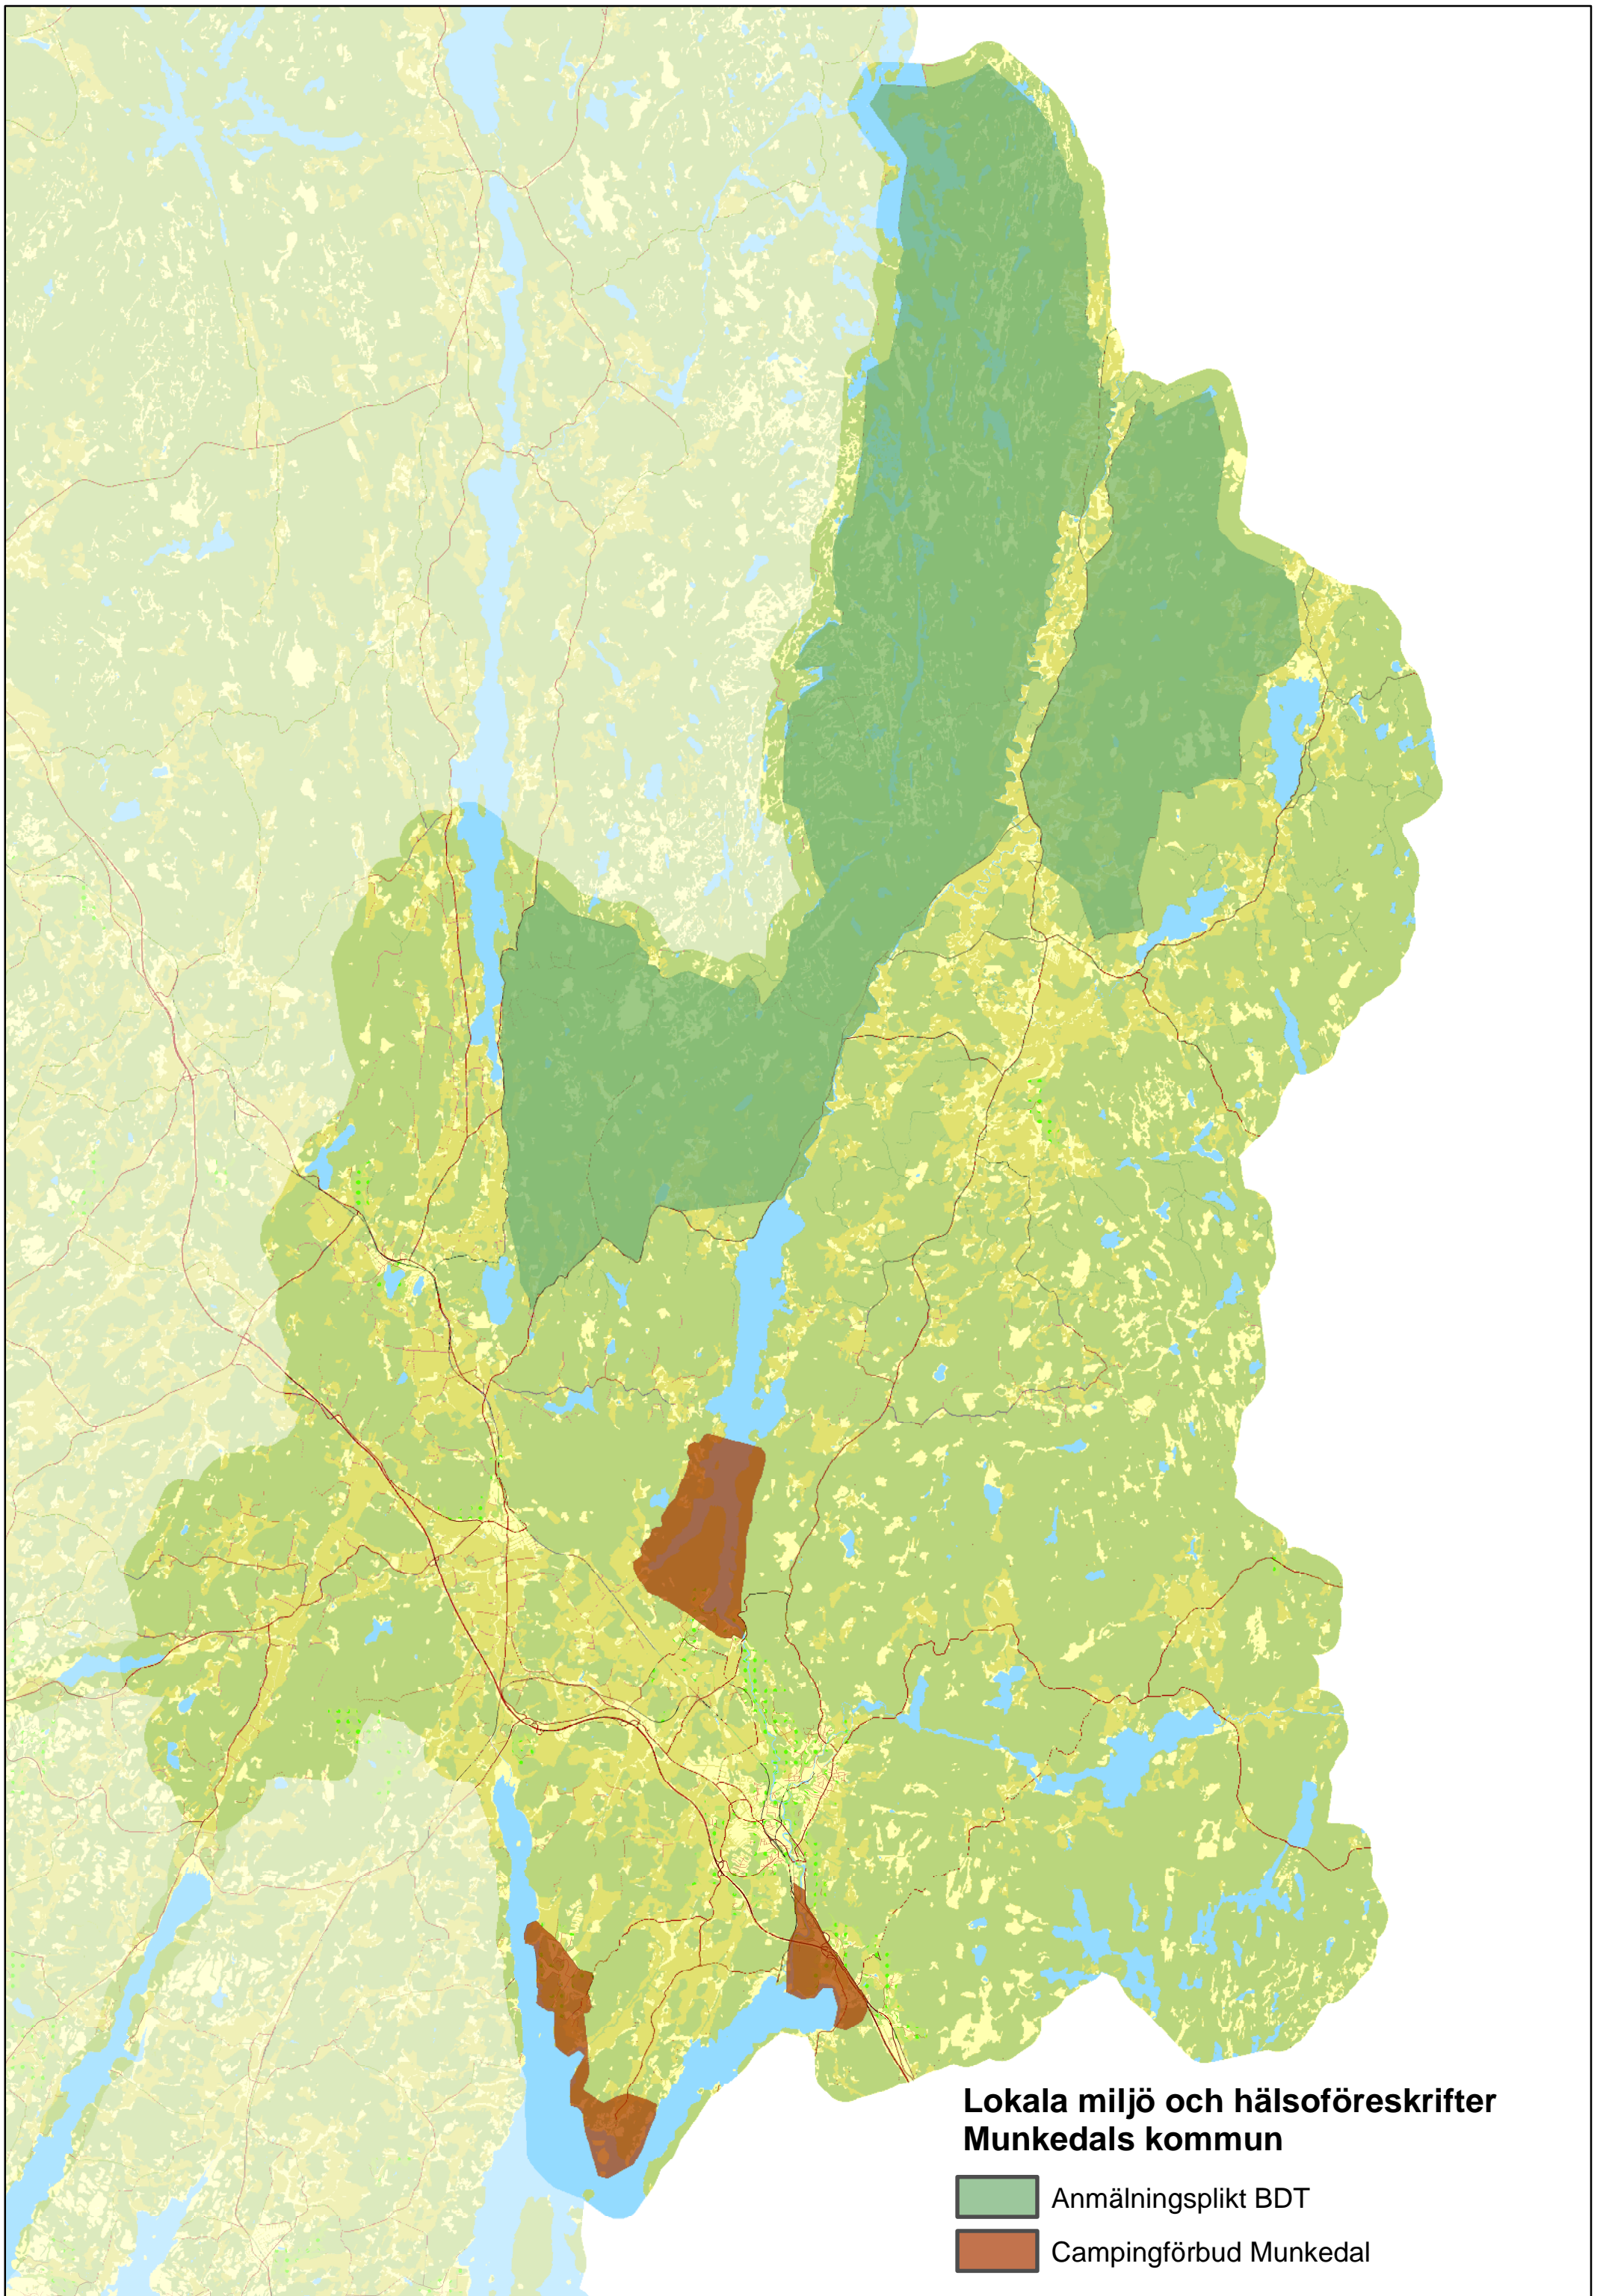 Lokala miljö och hälsoföreskrifter
Munkedals kommun
Anmälningsplikt BDT
Campingförbud Munkedal